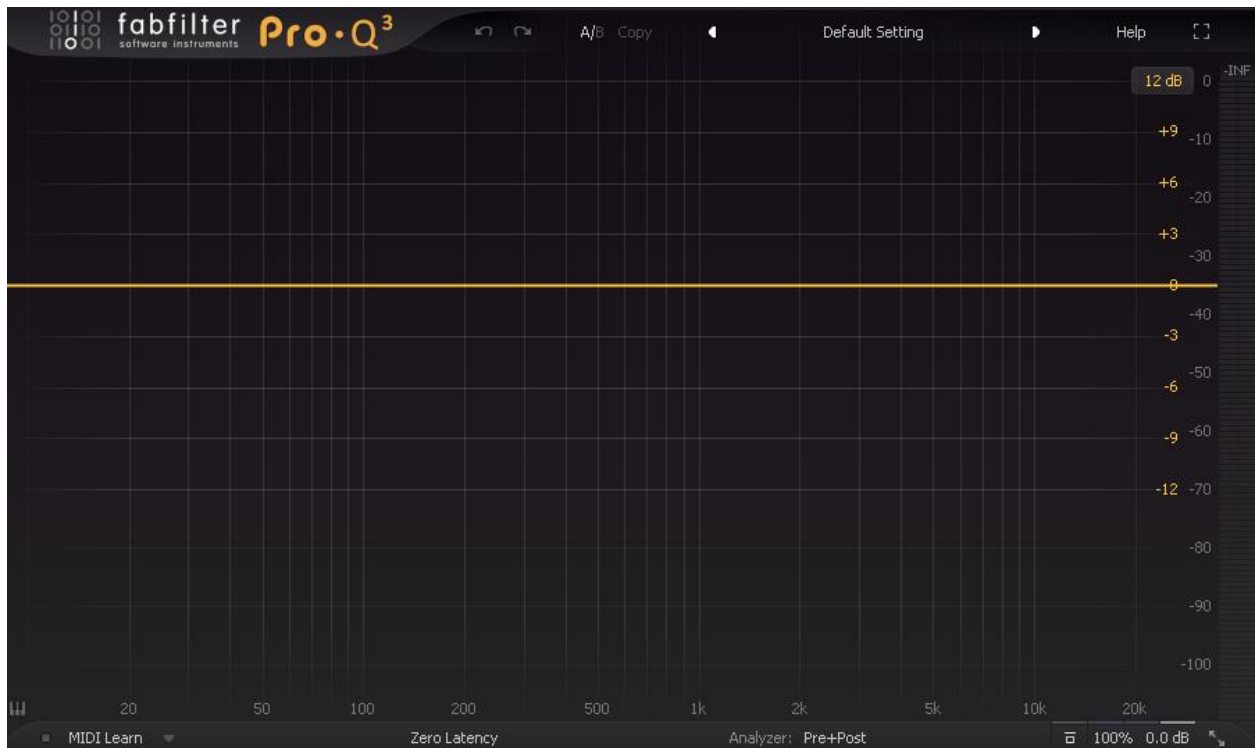 fabfilter
software instruments
Pro·Q³
A/B Copy
Default Setting
Help
-INF
12 dB 0
+9 -10
+6 -20
+3 -30
0 -40
-3 -50
-6 -60
-9
-12 -70
-80
-90
-100
20 50 100 200 500 1k 2k 5k 10k 20k
MIDI Learn Zero Latency Analyzer: Pre+Post 100% 0.0 dB